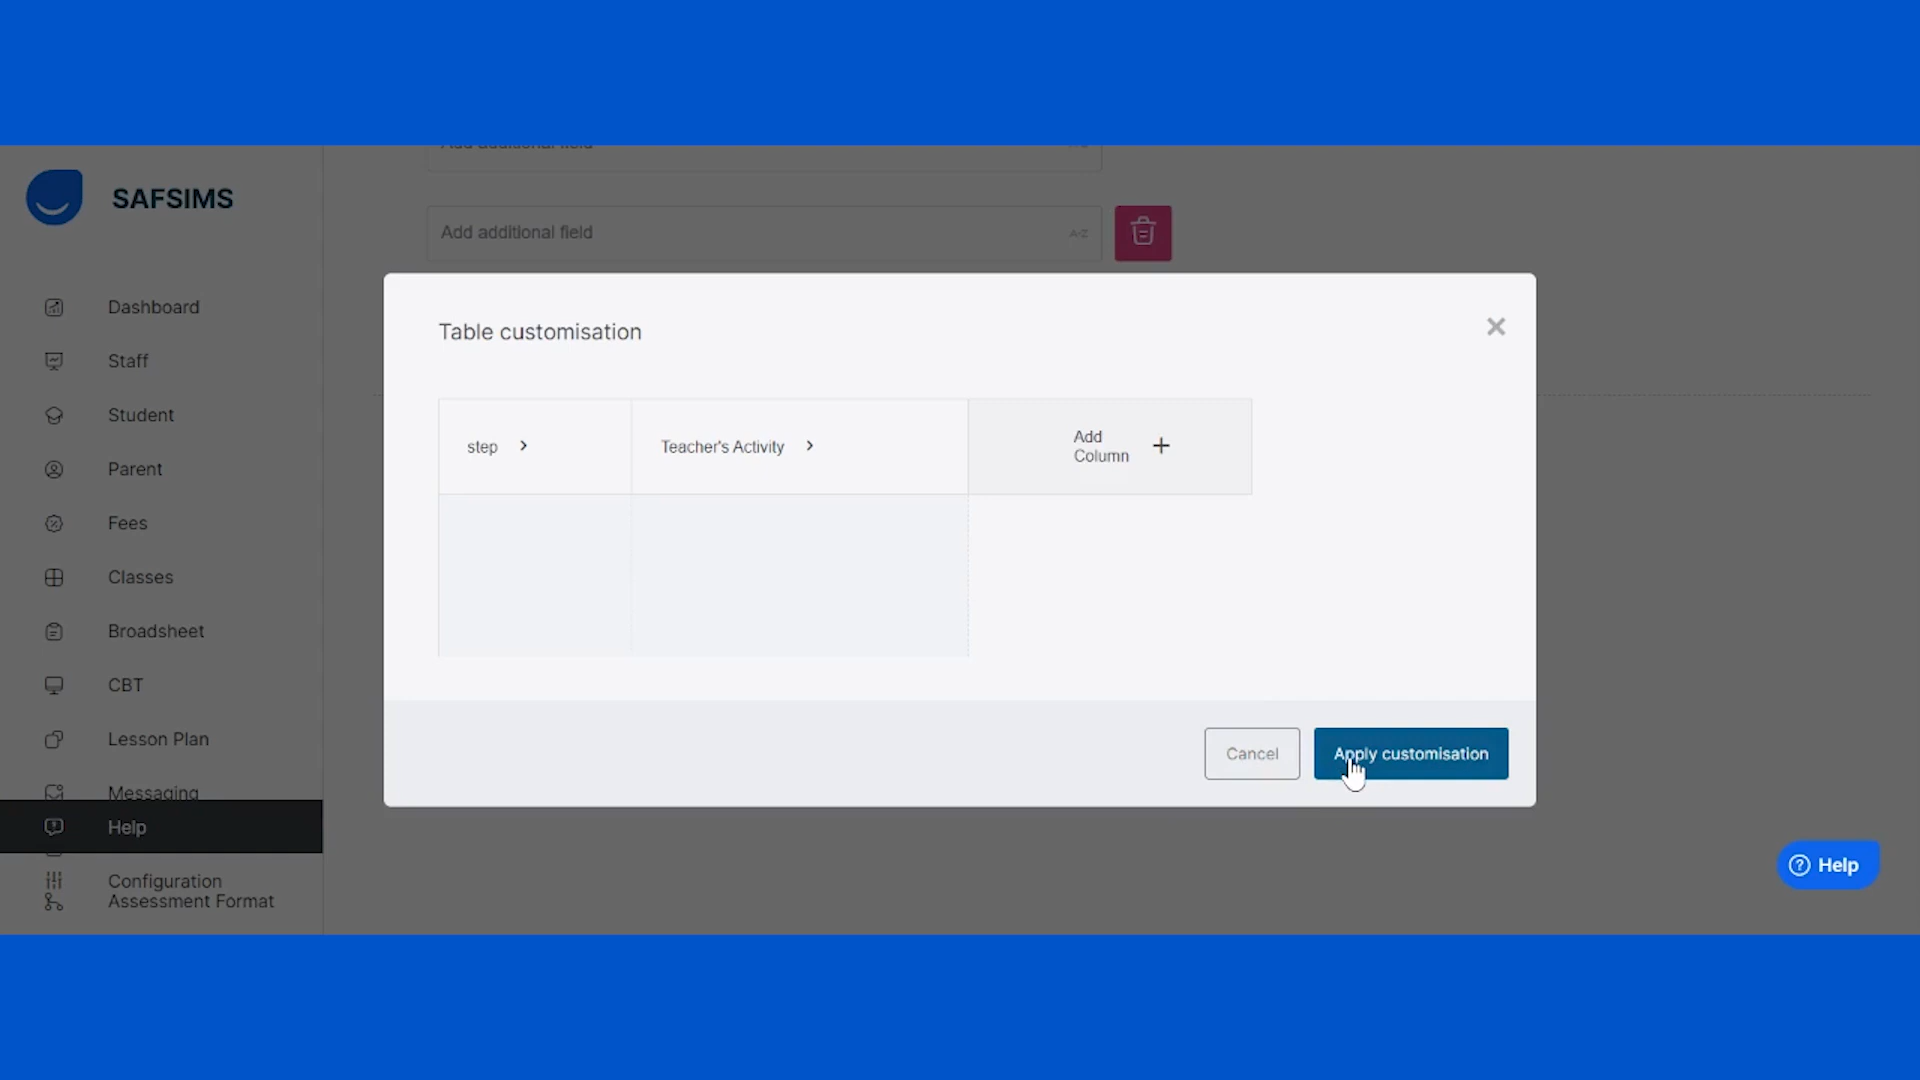 Add additional field
SAFSIMS
Add additional field
A-Z
Table customisation
Dashboard
Staff
Student
Parent
Fees
Classes
Broadsheet
CBT
Lesson Plan
Messaging
Help
Configuration
Assessment Format
step
Teacher's Activity
Add
Column
Cancel
Apply customisation
Help